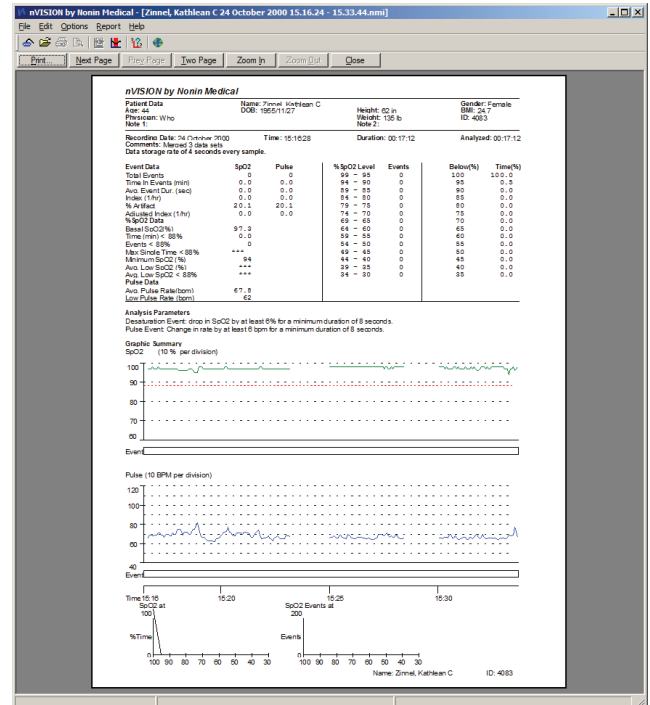 nVISION by Nonin Medical - [Zinnel, Kathlean C 24 October 2000 15.16.24 - 15.33.44.nmi]
File Edit Options Report Help
Print... Next Page Prev Page Two Page Zoom In Zoom Out Close
nVISION by Nonin Medical
Patient Data Name: Zinnel, Kathlean C Gender: Female
Age: 44 DOB: 1955/11/27 Height: 62 in BMI: 24.7
Physician: Who Weight: 135 lb ID: 4083
Note 1: Note 2:
Recording Date: 24 October 2000 Time: 15:16:28 Duration: 00:17:12 Analyzed: 00:17:12
Comments: Merged 3 data sets
Data storage rate of 4 seconds every sample.
Event Data SpO2 Pulse %SpO2 Level Events Below(%) Time(%)
Total Events 0 0 99 - 95 0 100 100.0
Time In Events (min) 0.0 0.0 94 - 90 0 95 0.5
Avg. Event Dur. (sec) 0.0 0.0 89 - 85 0 90 0.0
Index (1/hr) 0.0 0.0 84 - 80 0 85 0.0
% Artifact 20.1 20.1 79 - 75 0 80 0.0
Adjusted Index (1/hr) 0.0 0.0 74 - 70 0 75 0.0
%SpO2 Data 69 - 65 0 70 0.0
Basal SpO2(%) 97.3 64 - 60 0 65 0.0
Time (min) < 88% 0.0 59 - 55 0 60 0.0
Events < 88% 0 54 - 50 0 55 0.0
Max Single Time < 88% *** 49 - 45 0 50 0.0
Minimum SpO2 (%) 94 44 - 40 0 45 0.0
Avg. Low SpO2 (%) *** 39 - 35 0 40 0.0
Avg. Low SpO2 < 88% *** 34 - 30 0 35 0.0
Pulse Data
Avg. Pulse Rate(bpm) 67.8
Low Pulse Rate (bpm) 62
Analysis Parameters
Desaturation Event: drop in SpO2 by at least 6% for a minimum duration of 8 seconds.
Pulse Event: Change in rate by at least 6 bpm for a minimum duration of 8 seconds.
Graphic Summary
SpO2 (10 % per division)
100
90
80
70
60
Event
Pulse (10 BPM per division)
120
100
80
60
40
Event
Time 15:16 15:20 15:25 15:30
SpO2 at SpO2 Events at
100 200
%Time Events
0 0
100 90 80 70 60 50 40 30 100 90 80 70 60 50 40 30
Name: Zinnel, Kathlean C ID: 4083